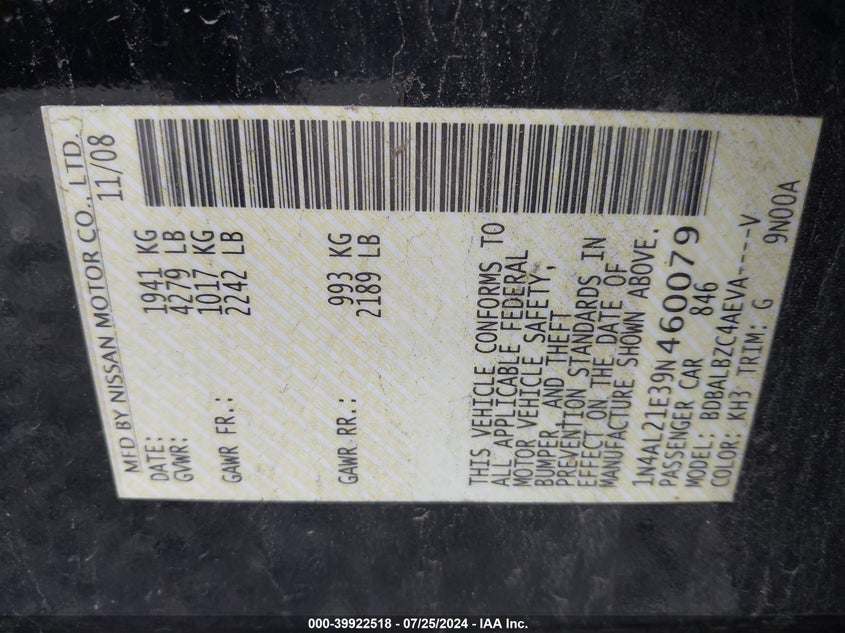 MFD BY NISSAN MOTOR CO., LTD.
DATE: 11/08
GVWR: 1941 KG
4279 LB
GAWR FR.: 1017 KG
2242 LB
GAWR RR.: 993 KG
2189 LB
THIS VEHICLE CONFORMS TO
ALL APPLICABLE FEDERAL
MOTOR VEHICLE SAFETY,
BUMPER, AND THEFT
PREVENTION STANDARDS IN
EFFECT ON THE DATE OF
MANUFACTURE SHOWN ABOVE.
1N4AL21E39N460079
PASSENGER CAR 846
MODEL: BDBALBZC4AEVA----V
COLOR: KH3 TRIM: G 9N00A
000-39922518 - 07/25/2024 - IAA Inc.